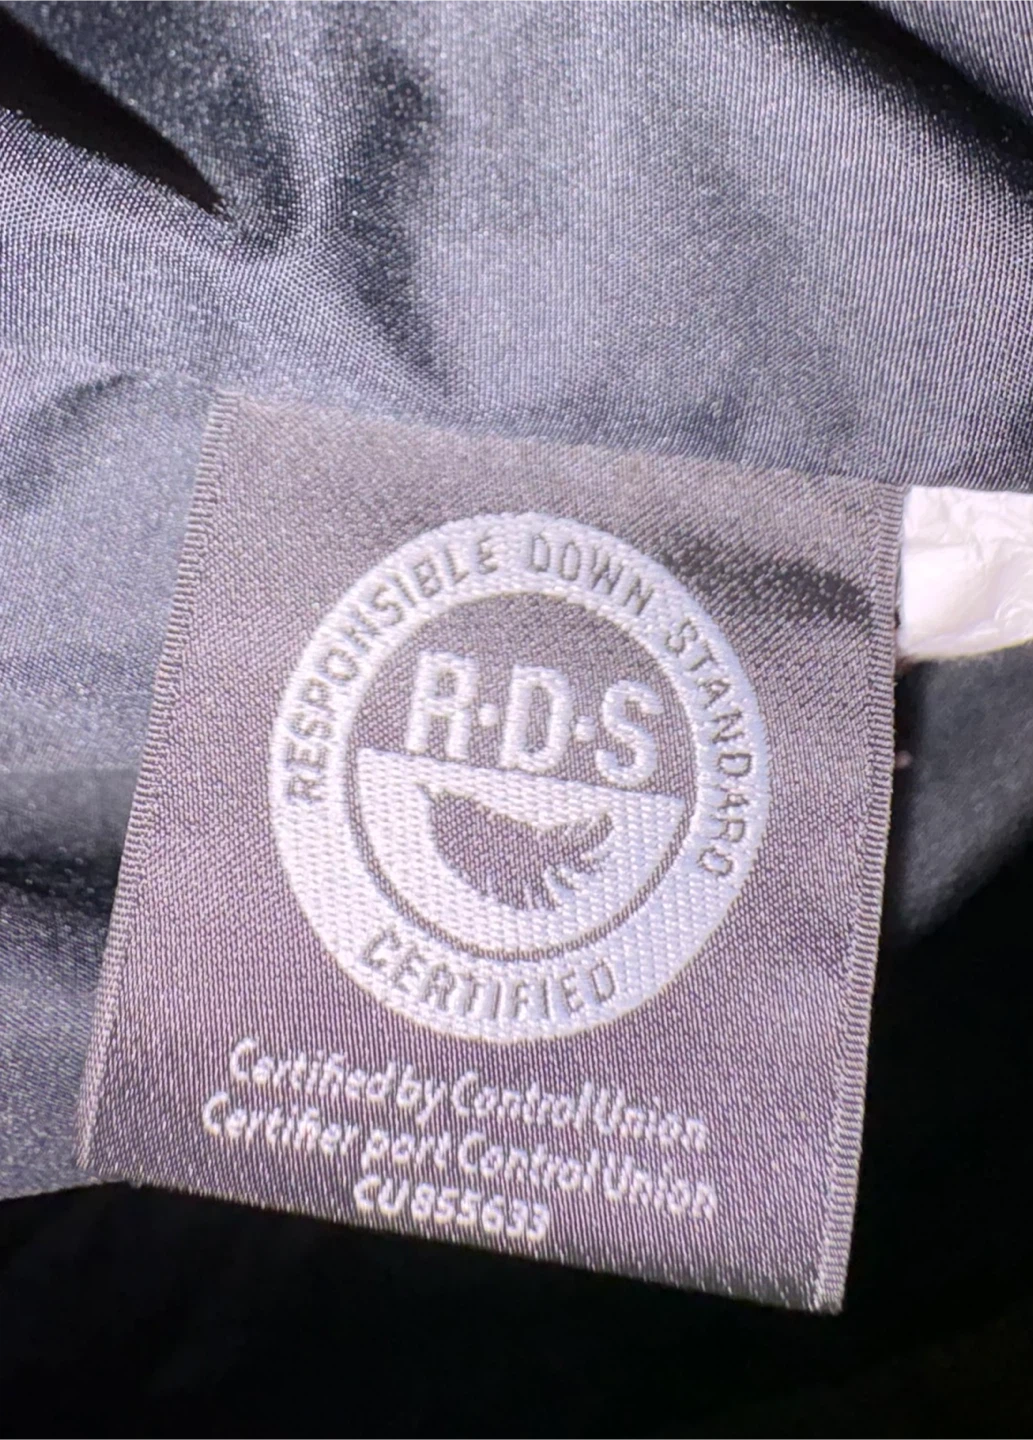 RESPONSIBLE DOWN STANDARD
R·D·S
CERTIFIED
Certified by Control Union
Certifier part Control Union
CU 855633